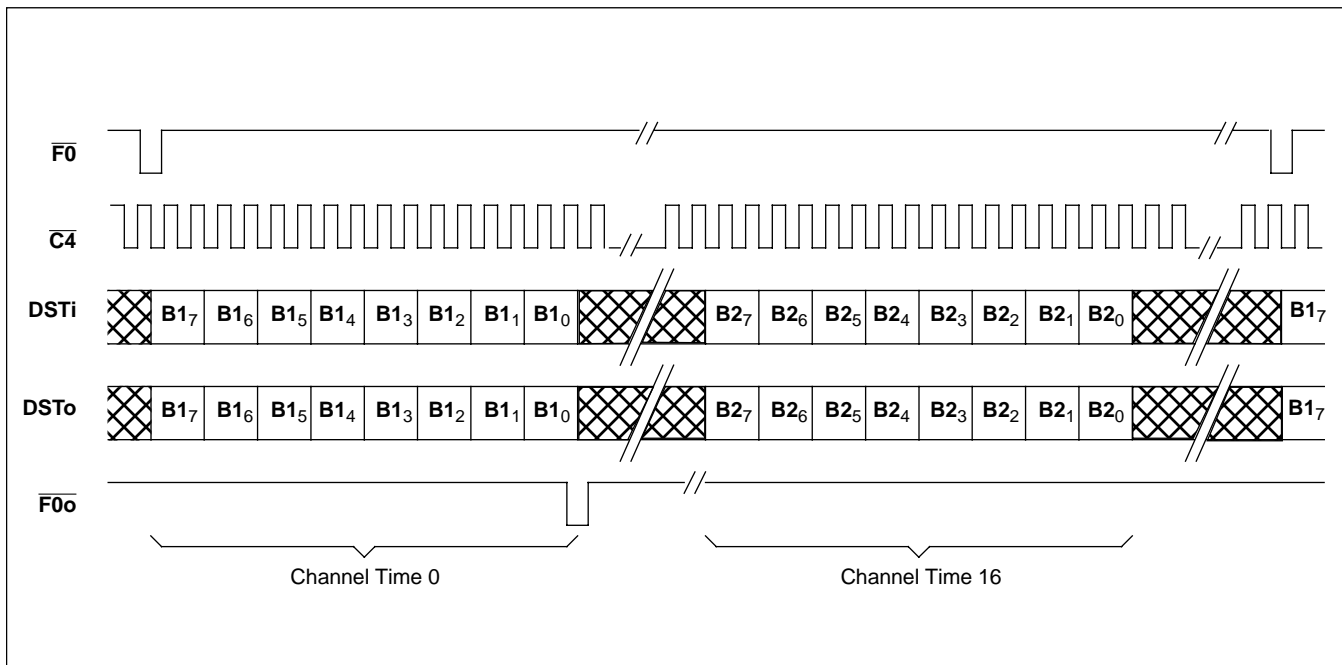 F0
C4
DSTi B17 B16 B15 B14 B13 B12 B11 B10 B27 B26 B25 B24 B23 B22 B21 B20 B17
DSTo B17 B16 B15 B14 B13 B12 B11 B10 B27 B26 B25 B24 B23 B22 B21 B20 B17
F0o
Channel Time 0 Channel Time 16